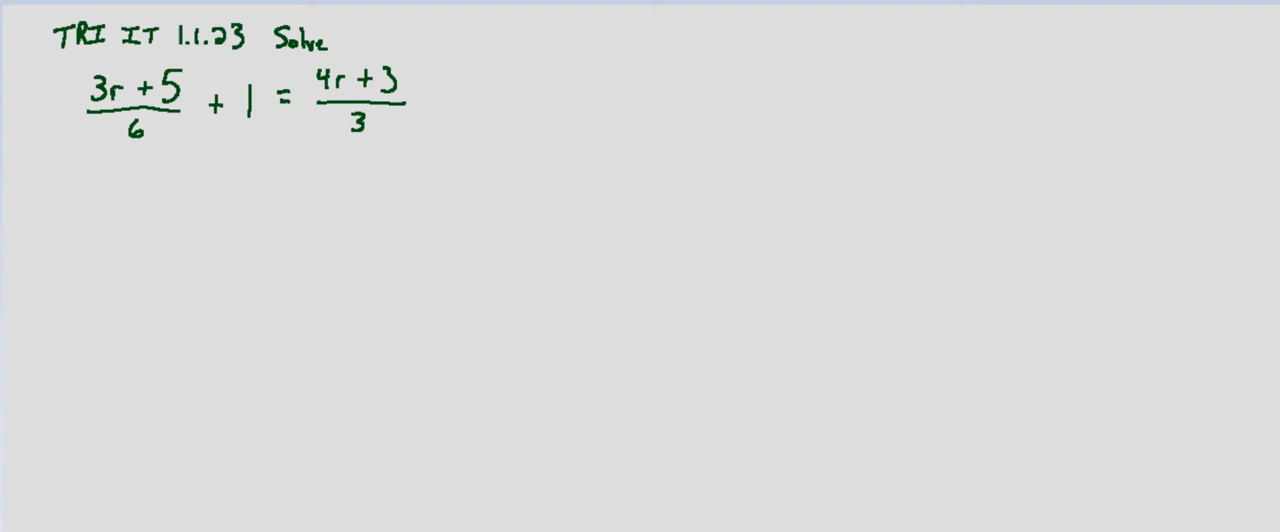 TRI IT 1.1.23 Solve
(3r + 5)/6 + 1 = (4r + 3)/3